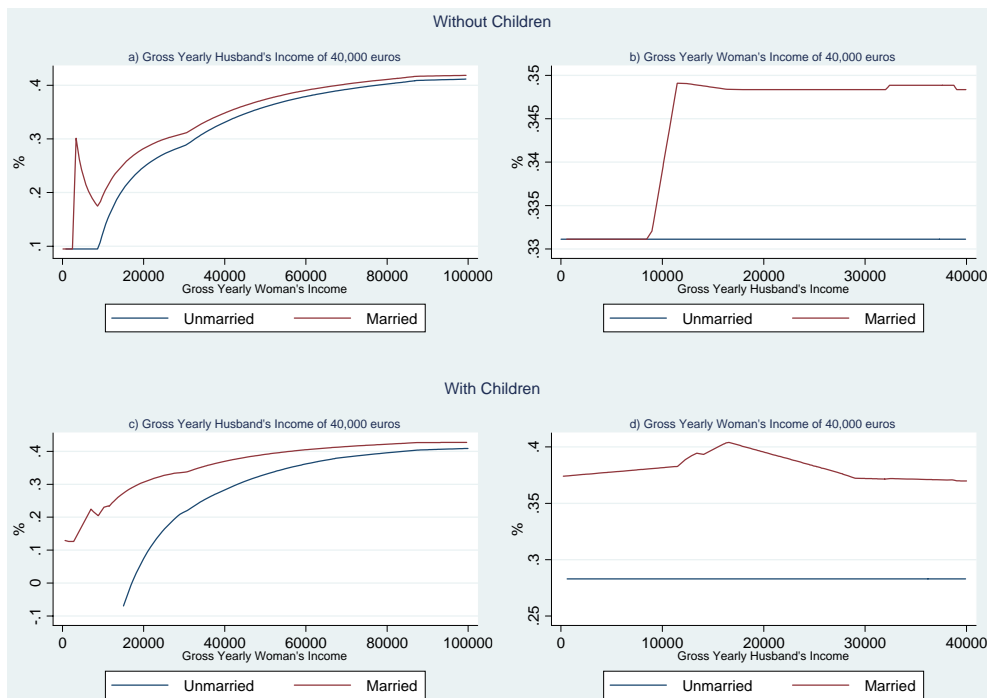 Without Children
a) Gross Yearly Husband's Income of 40,000 euros
%
.1 .2 .3 .4
0 20000 40000 60000 80000 100000
Gross Yearly Woman's Income
Unmarried Married
b) Gross Yearly Woman's Income of 40,000 euros
%
.33 .335 .34 .345 .35
0 10000 20000 30000 40000
Gross Yearly Husband's Income
Unmarried Married
With Children
c) Gross Yearly Husband's Income of 40,000 euros
%
-.1 0 .1 .2 .3 .4
0 20000 40000 60000 80000 100000
Gross Yearly Woman's Income
Unmarried Married
d) Gross Yearly Woman's Income of 40,000 euros
%
.25 .3 .35 .4
0 10000 20000 30000 40000
Gross Yearly Husband's Income
Unmarried Married